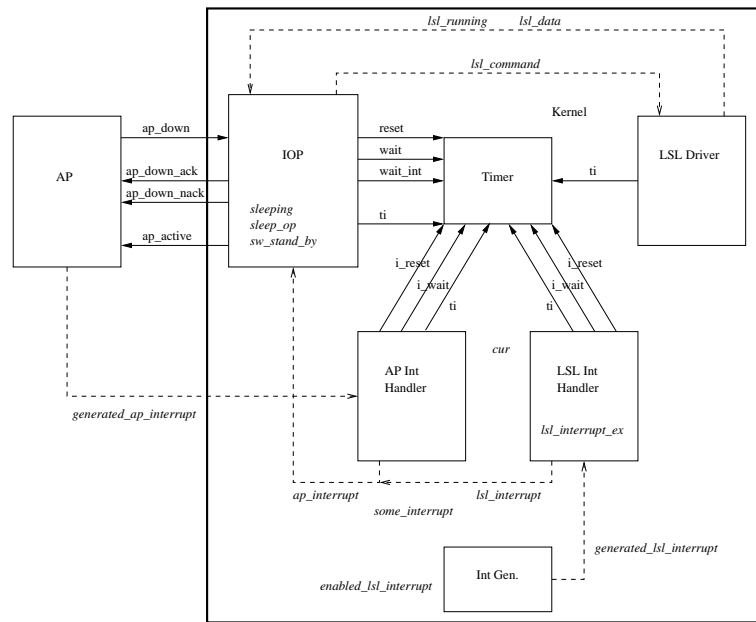 lsl_running lsl_data
lsl_command
Kernel
ap_down
reset
AP
IOP
wait
Timer
LSL Driver
ap_down_ack
wait_int
ti
ap_down_nack
sleeping
sleep_op
ti
sw_stand_by
ap_active
i_reset
i_reset
i_wait
i_wait
ti
ti
cur
AP Int
Handler
LSL Int
Handler
generated_ap_interrupt
lsl_interrupt_ex
ap_interrupt
lsl_interrupt
some_interrupt
generated_lsl_interrupt
Int Gen.
enabled_lsl_interrupt